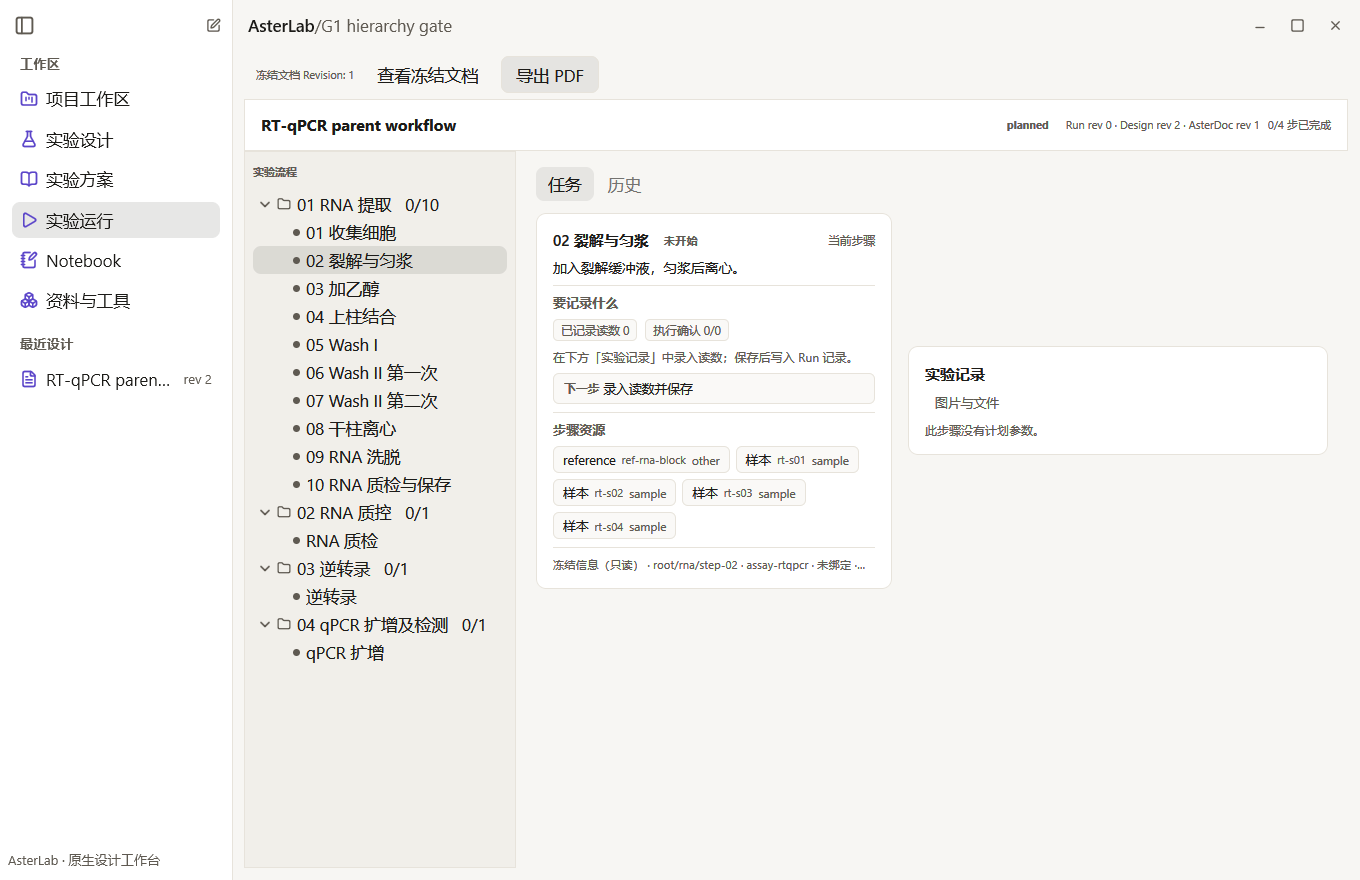 AsterLab/G1 hierarchy gate
工作区
项目工作区
实验设计
实验方案
实验运行
Notebook
资料与工具
最近设计
RT-qPCR paren... rev 2
AsterLab · 原生设计工作台
冻结文档 Revision: 1 查看冻结文档 导出 PDF
RT-qPCR parent workflow planned Run rev 0 · Design rev 2 · AsterDoc rev 1 0/4 步已完成
实验流程
01 RNA 提取 0/10
01 收集细胞
02 裂解与匀浆
03 加乙醇
04 上柱结合
05 Wash I
06 Wash II 第一次
07 Wash II 第二次
08 干柱离心
09 RNA 洗脱
10 RNA 质检与保存
02 RNA 质控 0/1
RNA 质检
03 逆转录 0/1
逆转录
04 qPCR 扩增及检测 0/1
qPCR 扩增
任务 历史
02 裂解与匀浆 未开始 当前步骤
加入裂解缓冲液，匀浆后离心。
要记录什么
已记录读数 0 执行确认 0/0
在下方「实验记录」中录入读数；保存后写入 Run 记录。
下一步 录入读数并保存
步骤资源
reference ref-rna-block other 样本 rt-s01 sample
样本 rt-s02 sample 样本 rt-s03 sample
样本 rt-s04 sample
冻结信息（只读） · root/rna/step-02 · assay-rtqpcr · 未绑定 ·...
实验记录
图片与文件
此步骤没有计划参数。